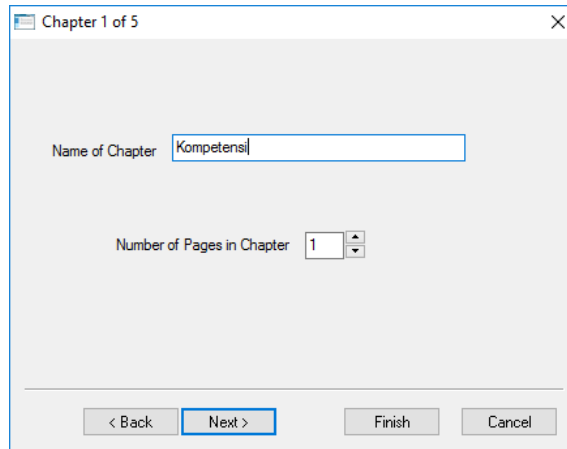 Chapter 1 of 5
Name of Chapter Kompetensi
Number of Pages in Chapter 1
< Back Next > Finish Cancel